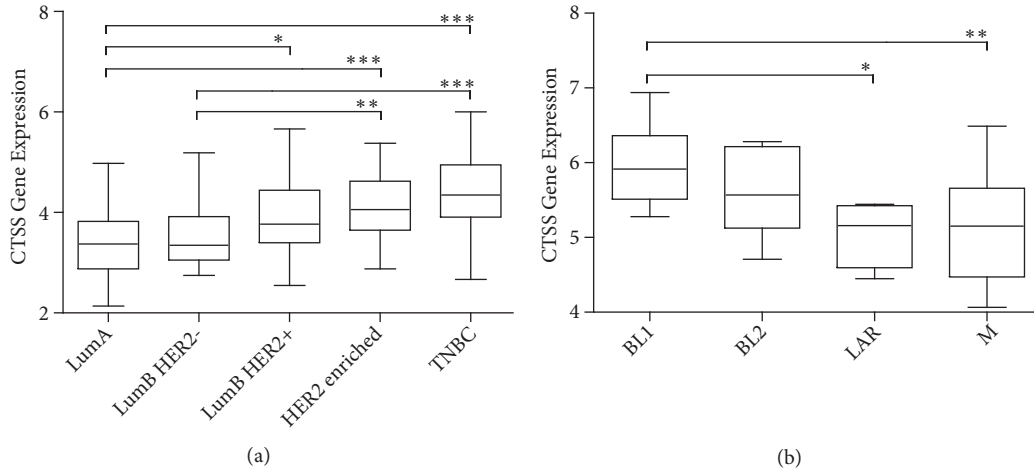 8
6
4
2
CTSS Gene Expression
***
*
***
***
**
LumA
LumB HER2-
LumB HER2+
HER2 enriched
TNBC
(a)
8
7
6
5
4
CTSS Gene Expression
**
*
BL1
BL2
LAR
M
(b)